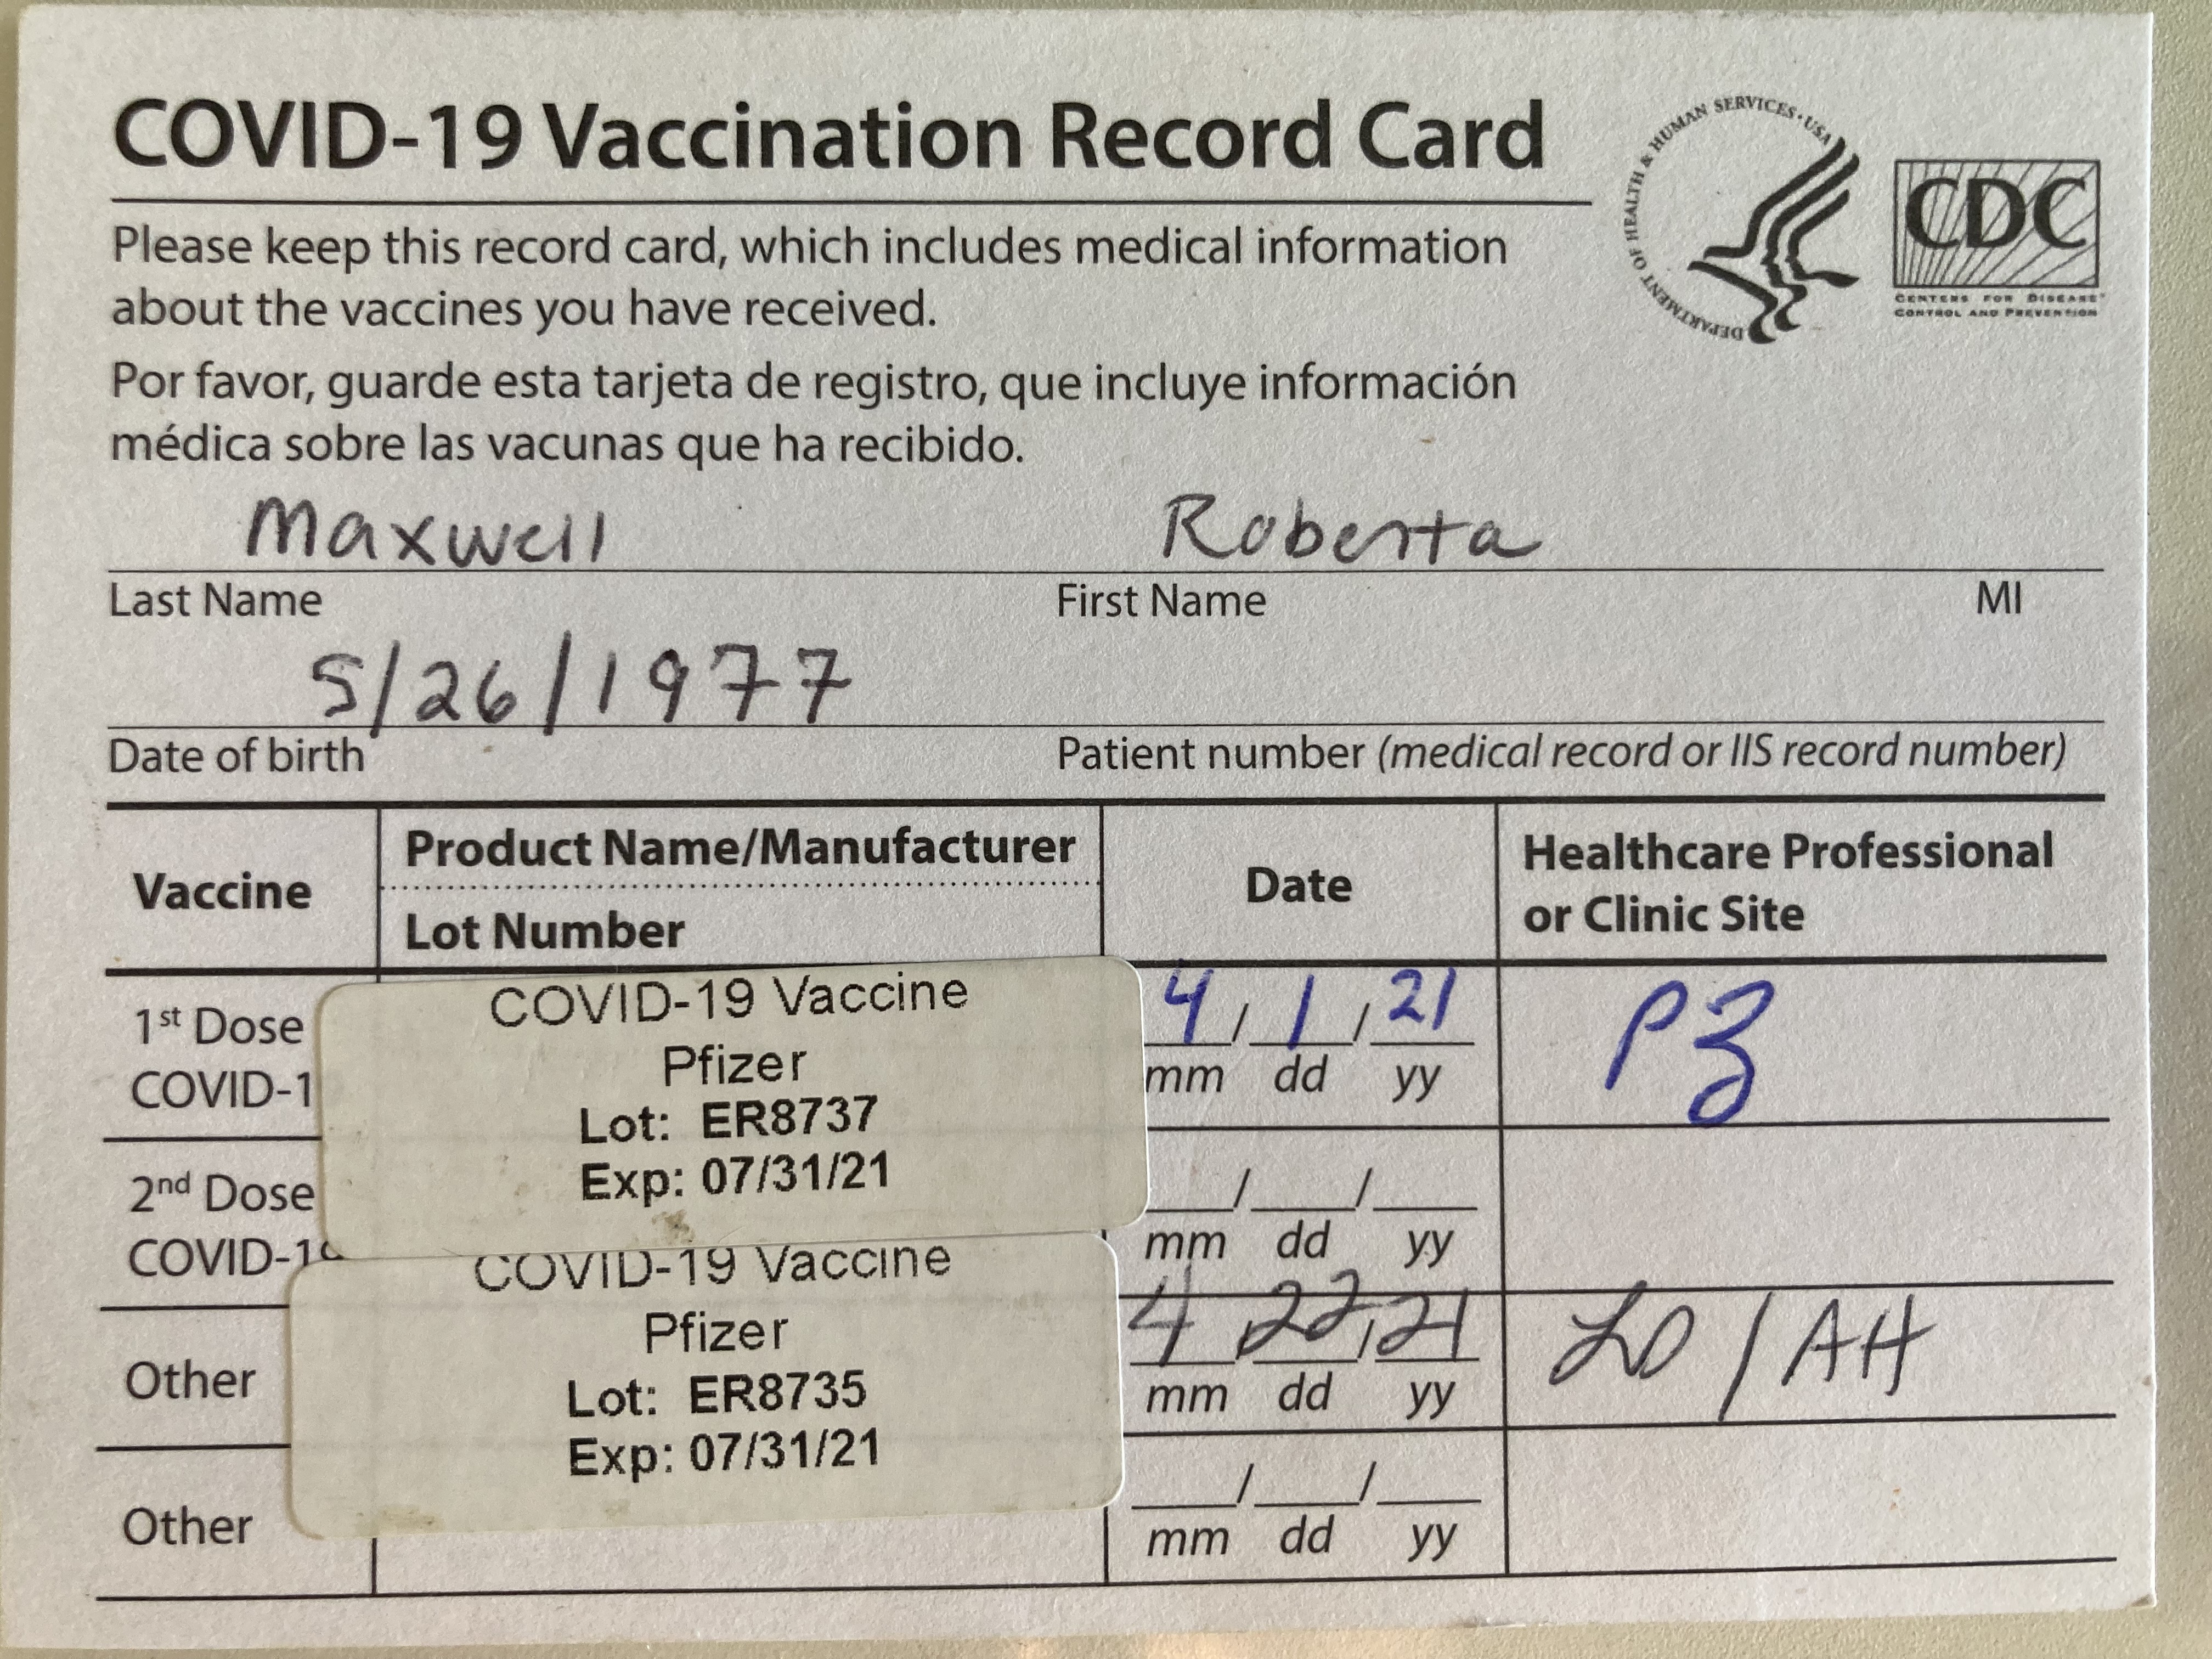 COVID-19 Vaccination Record Card
DEPARTMENT OF HEALTH & HUMAN SERVICES • USA
CDC
CENTERS FOR DISEASE
CONTROL AND PREVENTION
Please keep this record card, which includes medical information
about the vaccines you have received.
Por favor, guarde esta tarjeta de registro, que incluye información
médica sobre las vacunas que ha recibido.
Maxwell Roberta
Last Name First Name MI
5/26/1977
Date of birth Patient number (medical record or IIS record number)
Vaccine
Product Name/Manufacturer
Lot Number
Date
Healthcare Professional
or Clinic Site
1st Dose
COVID-1
COVID-19 Vaccine
Pfizer
Lot: ER8737
Exp: 07/31/21
4 / 1 / 21
mm dd yy
2nd Dose
COVID-19
/ /
mm dd yy
Other
COVID-19 Vaccine
Pfizer
Lot: ER8735
Exp: 07/31/21
4 / 22 / 21
mm dd yy
/ AH
Other
/ /
mm dd yy